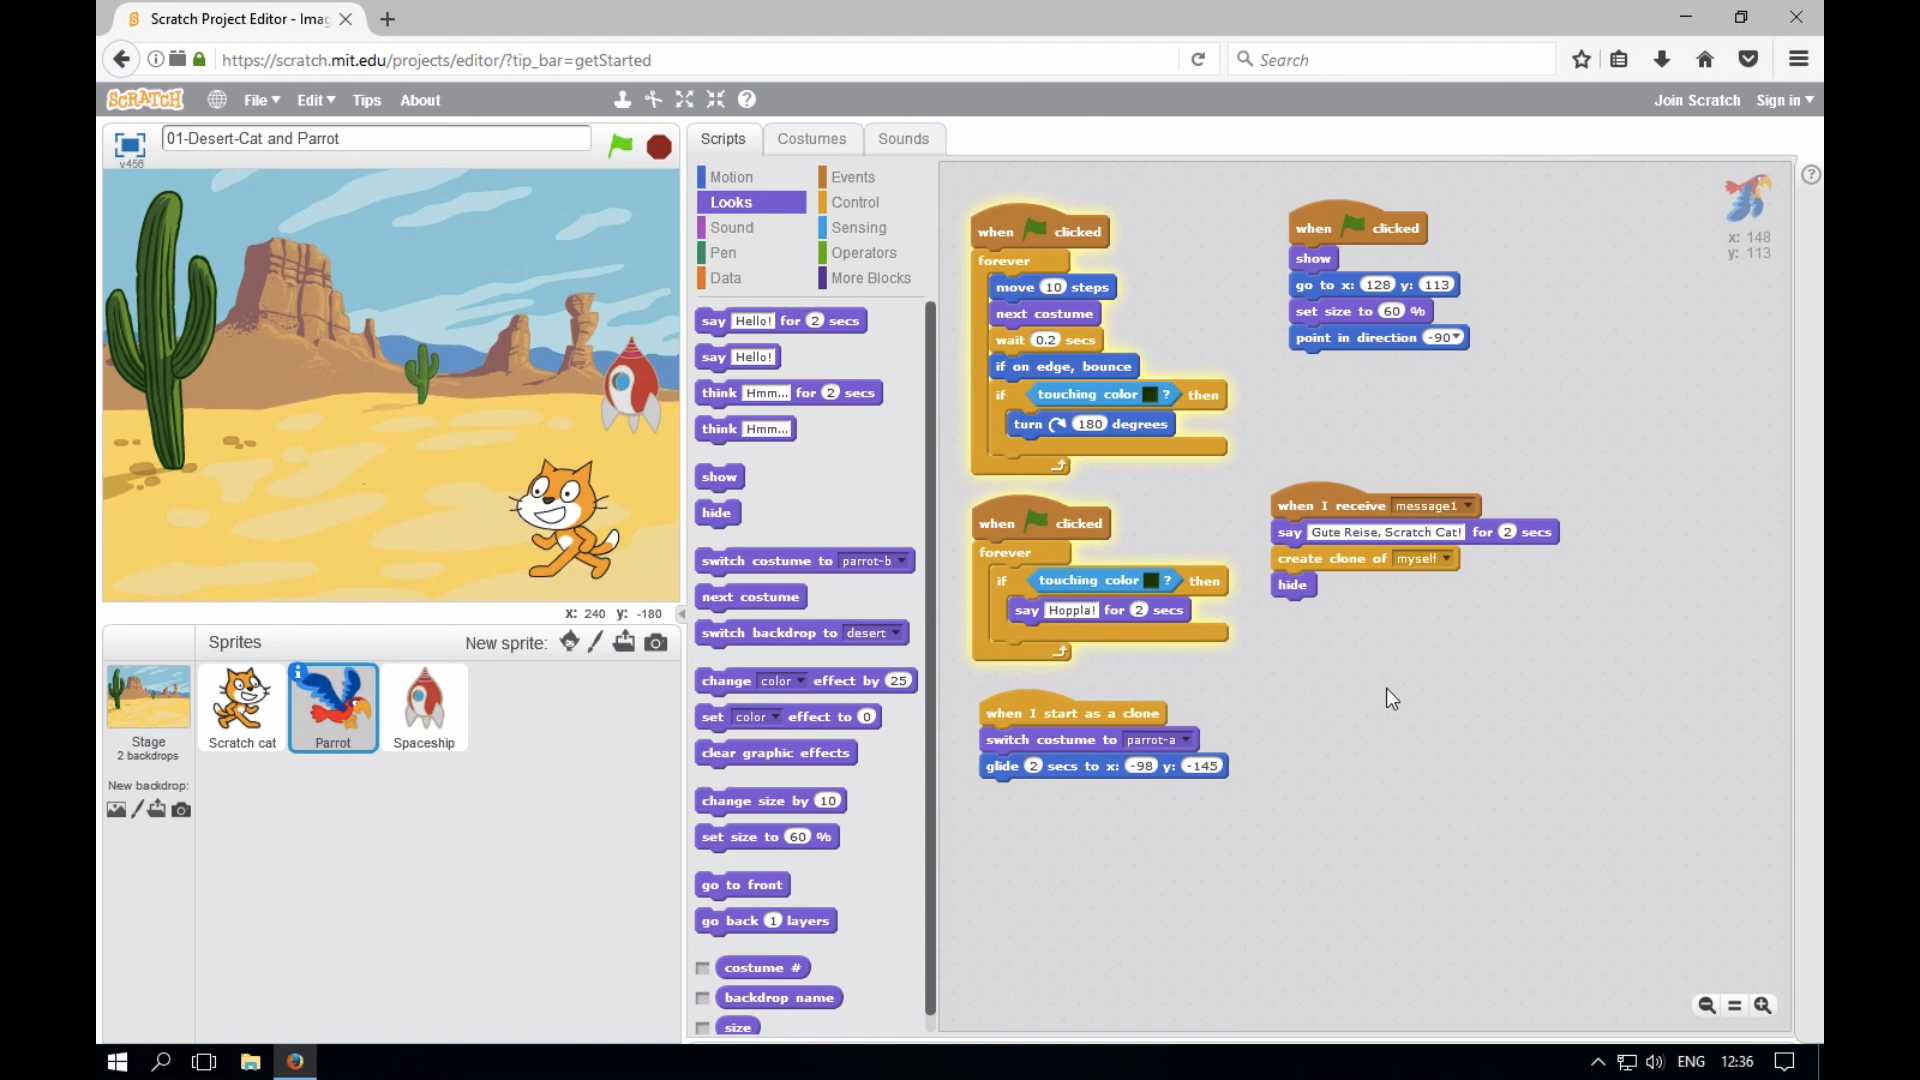 Scratch Project Editor - Imag
https://scratch.mit.edu/projects/editor/?tip_bar=getStarted
Search
SCRATCH
File
Edit
Tips
About
Join Scratch
Sign in
v456
01-Desert-Cat and Parrot
x: 240 y: -180
Sprites
New sprite:
Stage
2 backdrops
New backdrop:
Scratch cat
Parrot
Spaceship
Scripts
Costumes
Sounds
Motion
Looks
Sound
Pen
Data
Events
Control
Sensing
Operators
More Blocks
say Hello! for 2 secs
say Hello!
think Hmm... for 2 secs
think Hmm...
show
hide
switch costume to parrot-b
next costume
switch backdrop to desert
change color effect by 25
set color effect to 0
clear graphic effects
change size by 10
set size to 60 %
go to front
go back 1 layers
costume #
backdrop name
size
when clicked
forever
move 10 steps
next costume
wait 0.2 secs
if on edge, bounce
if touching color ? then
turn 180 degrees
when clicked
forever
if touching color ? then
say Hoppla! for 2 secs
when I start as a clone
switch costume to parrot-a
glide 2 secs to x: -98 y: -145
when clicked
show
go to x: 128 y: 113
set size to 60 %
point in direction -90
when I receive message1
say Gute Reise, Scratch Cat! for 2 secs
create clone of myself
hide
x: 148
y: 113
ENG
12:36